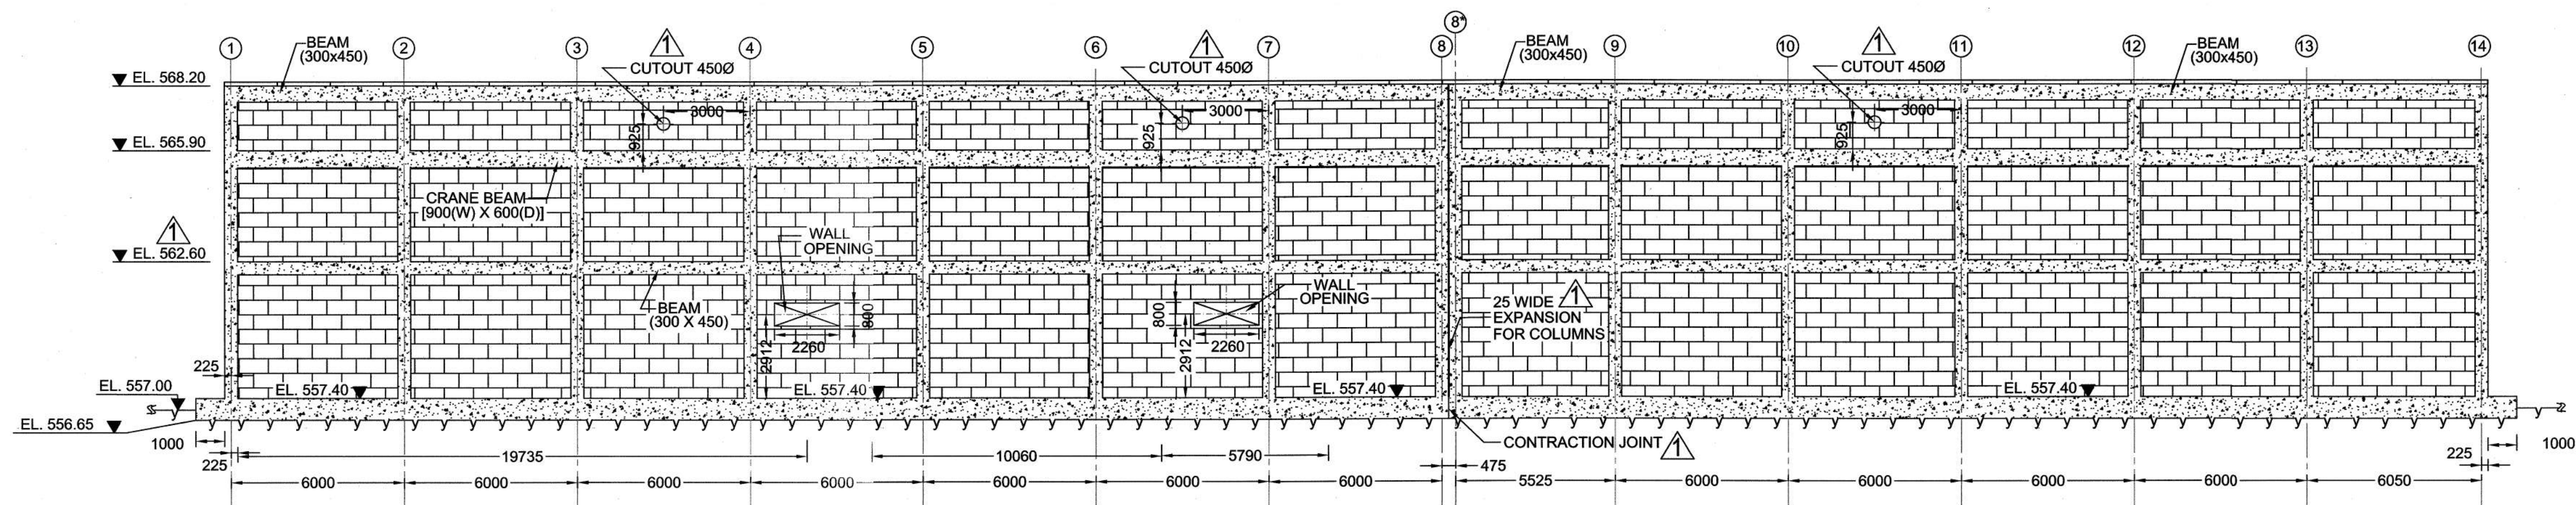 8*
1 2 3 1 4 5 6 1 7 8 9 10 1 11 12 13 14
BEAM
(300x450)
BEAM
(300x450)
BEAM
(300x450)
CUTOUT 450Ø
CUTOUT 450Ø
CUTOUT 450Ø
EL. 568.20
3000
3000
3000
925
925
925
EL. 565.90
CRANE BEAM
[900(W) X 600(D)]
1
EL. 562.60
WALL
OPENING
WALL
OPENING
BEAM
(300 X 450)
800
2260
2912
800
2260
2912
25 WIDE 1
EXPANSION
FOR COLUMNS
225
EL. 557.00
EL. 557.40
EL. 557.40
EL. 557.40
EL. 557.40
EL. 556.65
1000
225
19735
10060
5790
CONTRACTION JOINT 1
475
225
1000
6000 6000 6000 6000 6000 6000 6000 5525 6000 6000 6000 6000 6050